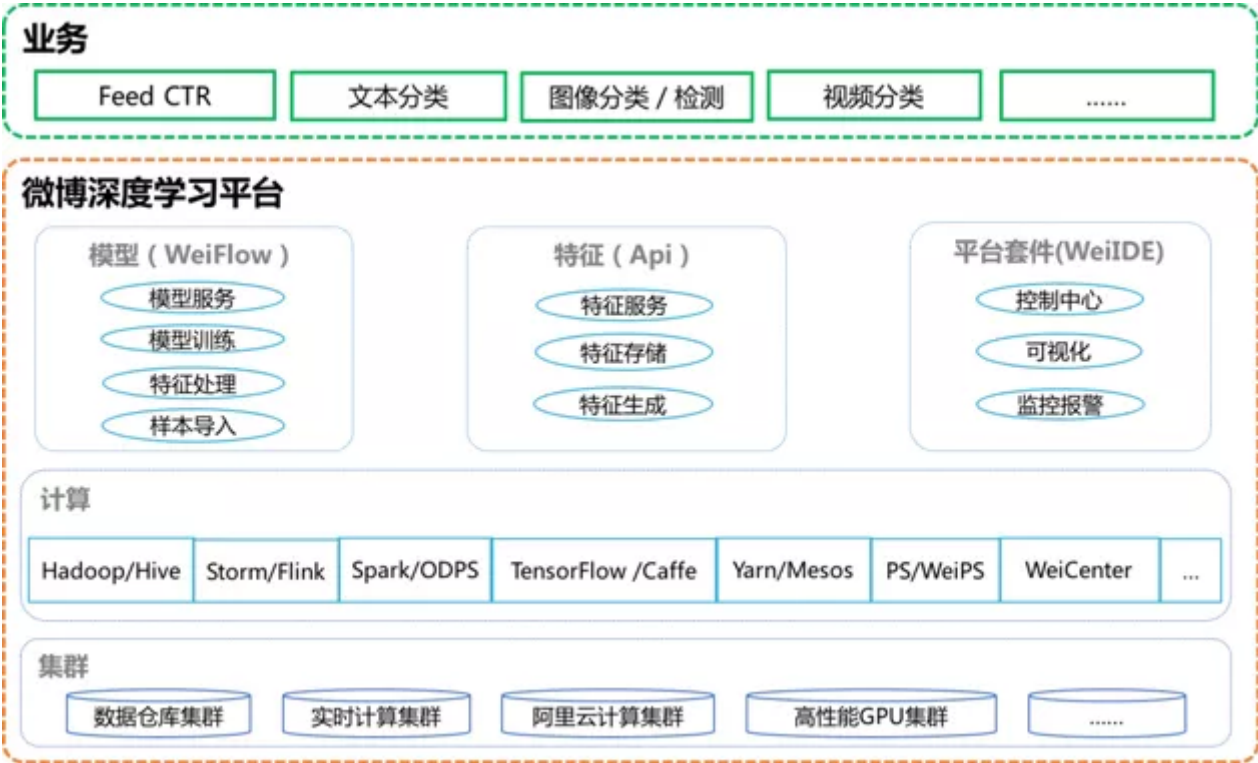 业务
Feed CTR 文本分类 图像分类 / 检测 视频分类 ......
微博深度学习平台
模型 ( WeiFlow )
模型服务
模型训练
特征处理
样本导入
特征 ( Api )
特征服务
特征存储
特征生成
平台套件(WeiIDE)
控制中心
可视化
监控报警
计算
Hadoop/Hive Storm/Flink Spark/ODPS TensorFlow /Caffe Yarn/Mesos PS/WeiPS WeiCenter ...
集群
数据仓库集群 实时计算集群 阿里云计算集群 高性能GPU集群 ......